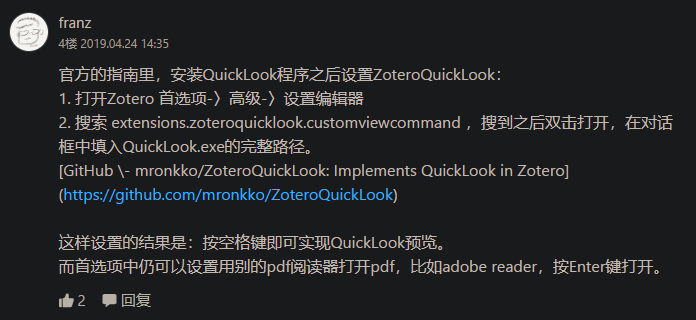 franz
4楼 2019.04.24 14:35
官方的指南里，安装QuickLook程序之后设置ZoteroQuickLook：
1. 打开Zotero 首选项-〉高级-〉设置编辑器
2. 搜索 extensions.zoteroquicklook.customviewcommand ，搜到之后双击打开，在对话
框中填入QuickLook.exe的完整路径。
[GitHub \- mronkko/ZoteroQuickLook: Implements QuickLook in Zotero]
(https://github.com/mronkko/ZoteroQuickLook)
这样设置的结果是：按空格键即可实现QuickLook预览。
而首选项中仍可以设置用别的pdf阅读器打开pdf，比如adobe reader，按Enter键打开。
2 回复